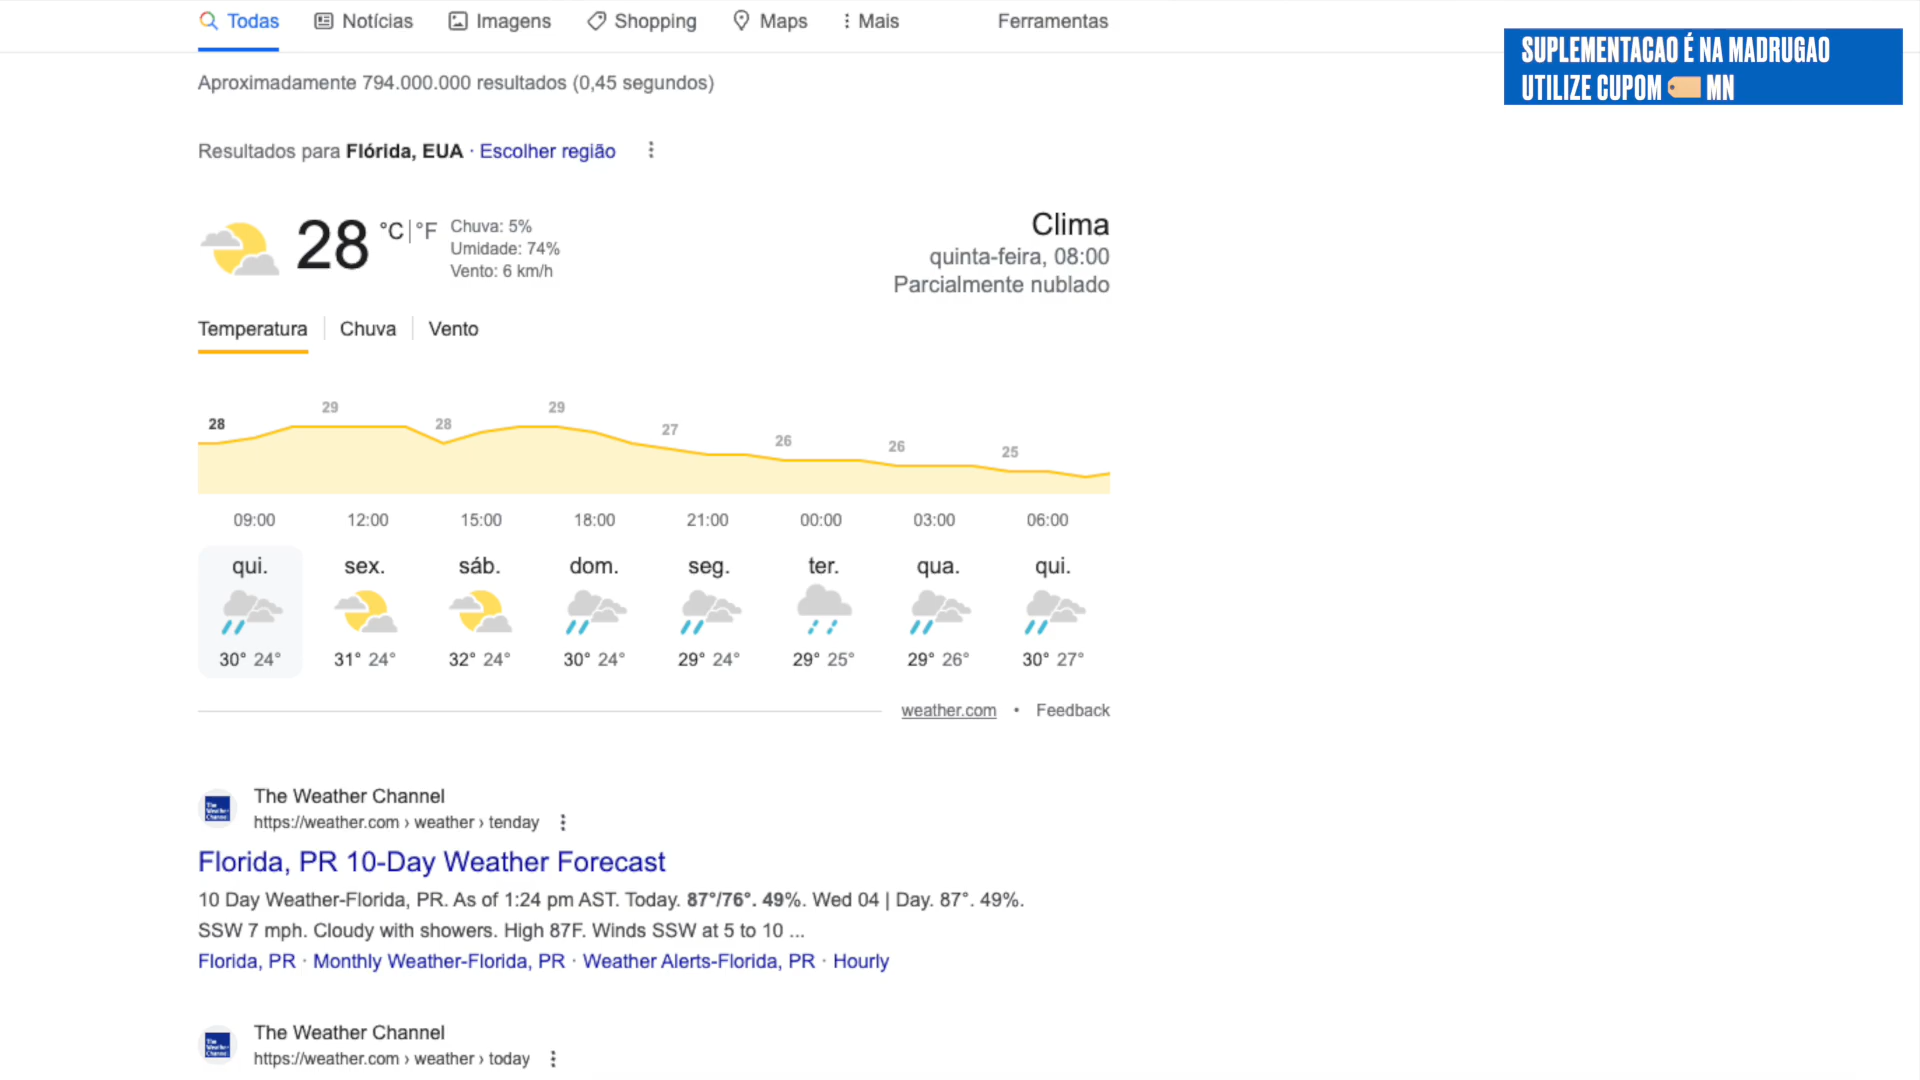 Todas Notícias Imagens Shopping Maps Mais Ferramentas
SUPLEMENTACAO É NA MADRUGAO
UTILIZE CUPOM MN
Aproximadamente 794.000.000 resultados (0,45 segundos)
Resultados para Flórida, EUA · Escolher região
28 °C | °F
Chuva: 5%
Umidade: 74%
Vento: 6 km/h
Clima
quinta-feira, 08:00
Parcialmente nublado
Temperatura Chuva Vento
28 29 28 29 27 26 26 25
09:00 12:00 15:00 18:00 21:00 00:00 03:00 06:00
qui. sex. sáb. dom. seg. ter. qua. qui.
30° 24° 31° 24° 32° 24° 30° 24° 29° 24° 29° 25° 29° 26° 30° 27°
weather.com • Feedback
The Weather Channel
https://weather.com › weather › tenday
Florida, PR 10-Day Weather Forecast
10 Day Weather-Florida, PR. As of 1:24 pm AST. Today. 87°/76°. 49%. Wed 04 | Day. 87°. 49%.
SSW 7 mph. Cloudy with showers. High 87F. Winds SSW at 5 to 10 ...
Florida, PR · Monthly Weather-Florida, PR · Weather Alerts-Florida, PR · Hourly
The Weather Channel
https://weather.com › weather › today